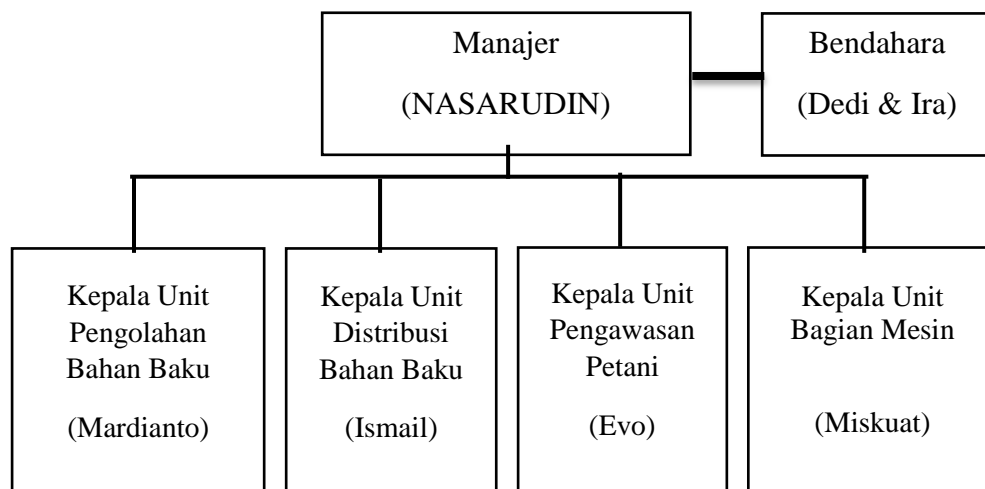 Manajer
(NASARUDIN)
Bendahara
(Dedi & Ira)
Kepala Unit
Pengolahan
Bahan Baku
(Mardianto)
Kepala Unit
Distribusi
Bahan Baku
(Ismail)
Kepala Unit
Pengawasan
Petani
(Evo)
Kepala Unit
Bagian Mesin
(Miskuat)